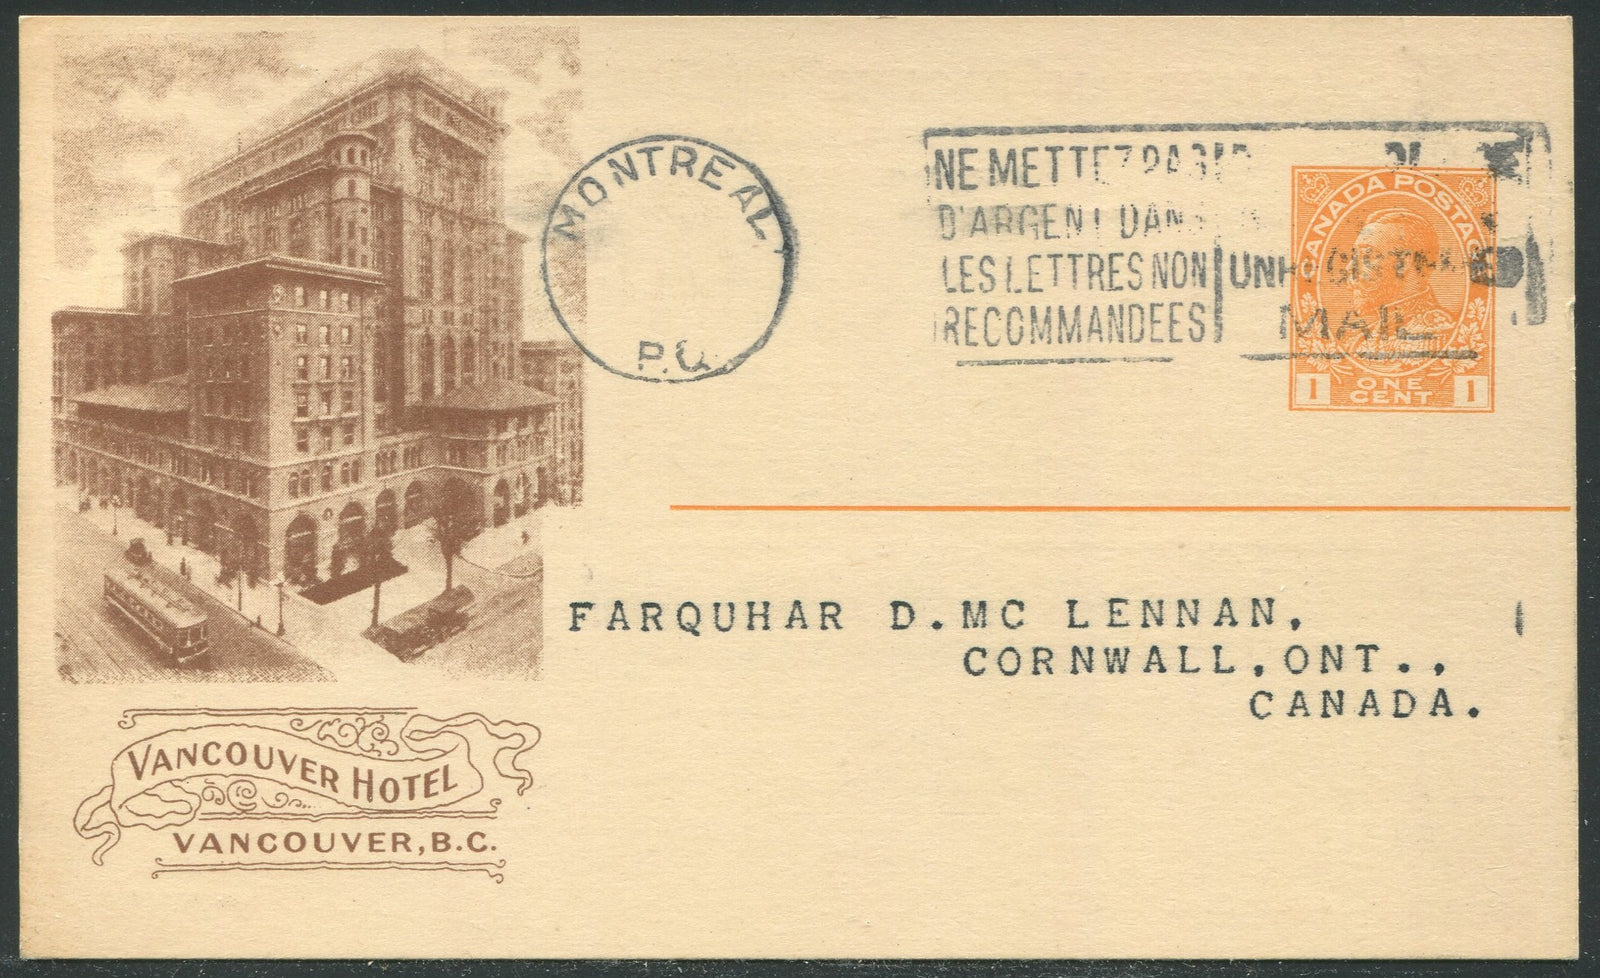 MONTREAL
P.Q.
NE METTEZ PAS
D'ARGENT DANS
LES LETTRES NON
RECOMMANDEES
MAIL
CANADA POSTAGE
1 ONE CENT 1
FARQUHAR D.MC LENNAN,
CORNWALL,ONT.,
CANADA.
VANCOUVER HOTEL
VANCOUVER, B.C.